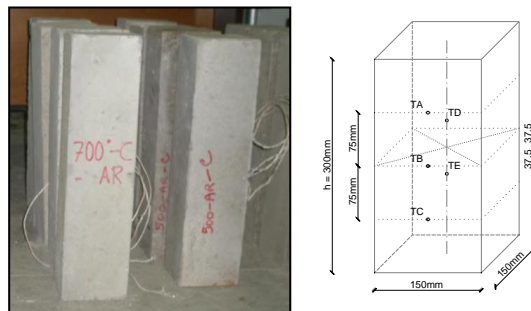 700°-C
- AR
500-AR-C
500-AR-C
TA
TD
TB
TE
TC
75mm
75mm
h = 300mm
37.5
37.5
150mm
150mm